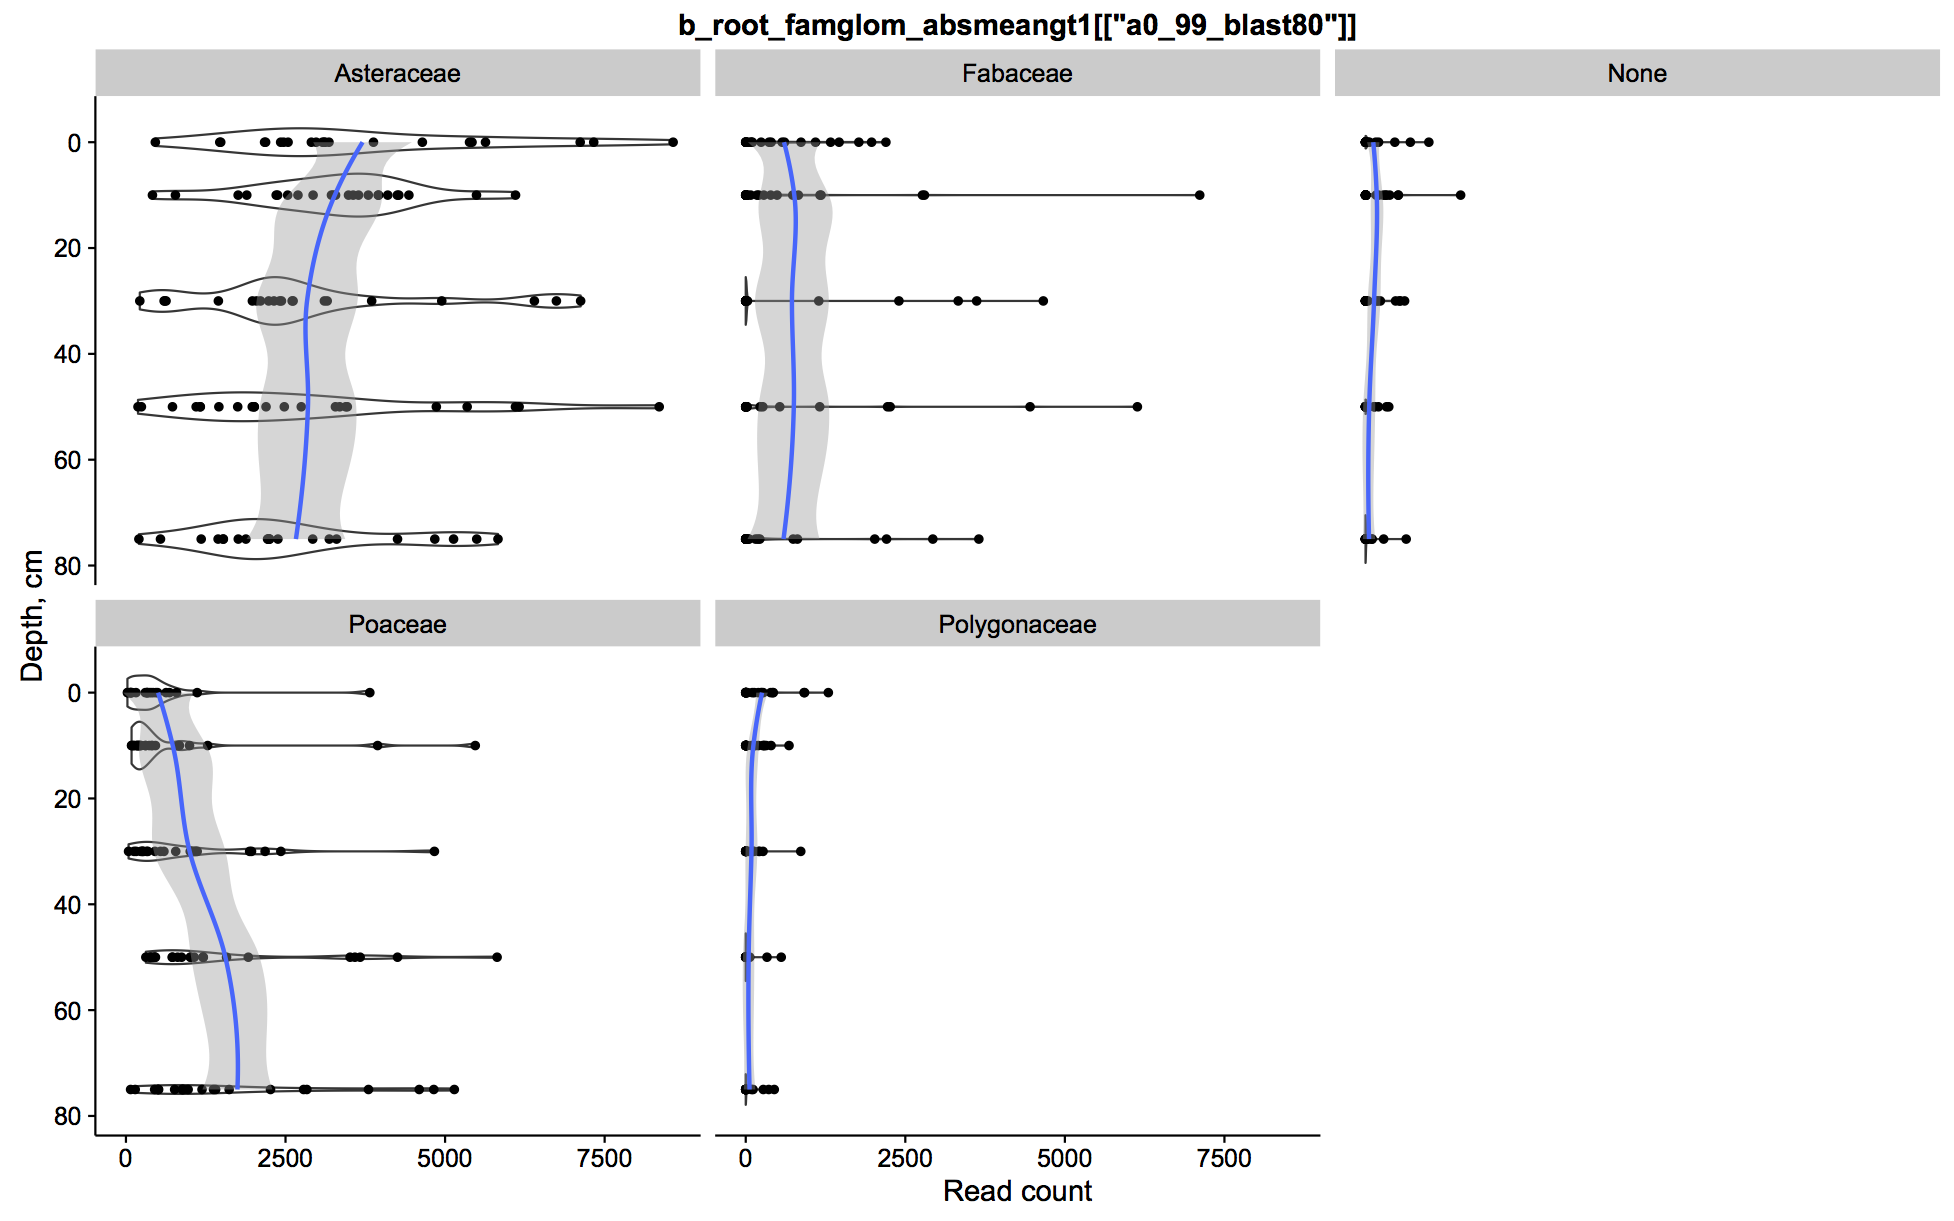 b_root_famglom_absmeangt1[["a0_99_blast80"]]
Asteraceae
Fabaceae
None
0
20
40
60
80
Depth, cm
Poaceae
Polygonaceae
0
20
40
60
80
0
2500
5000
7500
0
2500
5000
7500
Read count